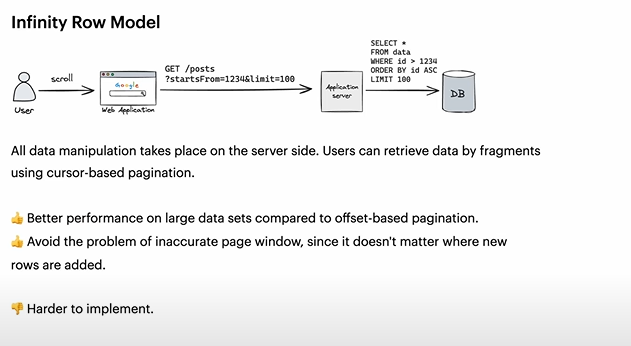 Infinity Row Model
SELECT *
FROM data
WHERE id > 1234
ORDER BY id ASC
LIMIT 100
GET /posts
?startsFrom=1234&limit=100
scroll
Google
Application
server
DB
User
Web Application
All data manipulation takes place on the server side. Users can retrieve data by fragments
using cursor-based pagination.
👍 Better performance on large data sets compared to offset-based pagination.
👍 Avoid the problem of inaccurate page window, since it doesn't matter where new
rows are added.
👎 Harder to implement.